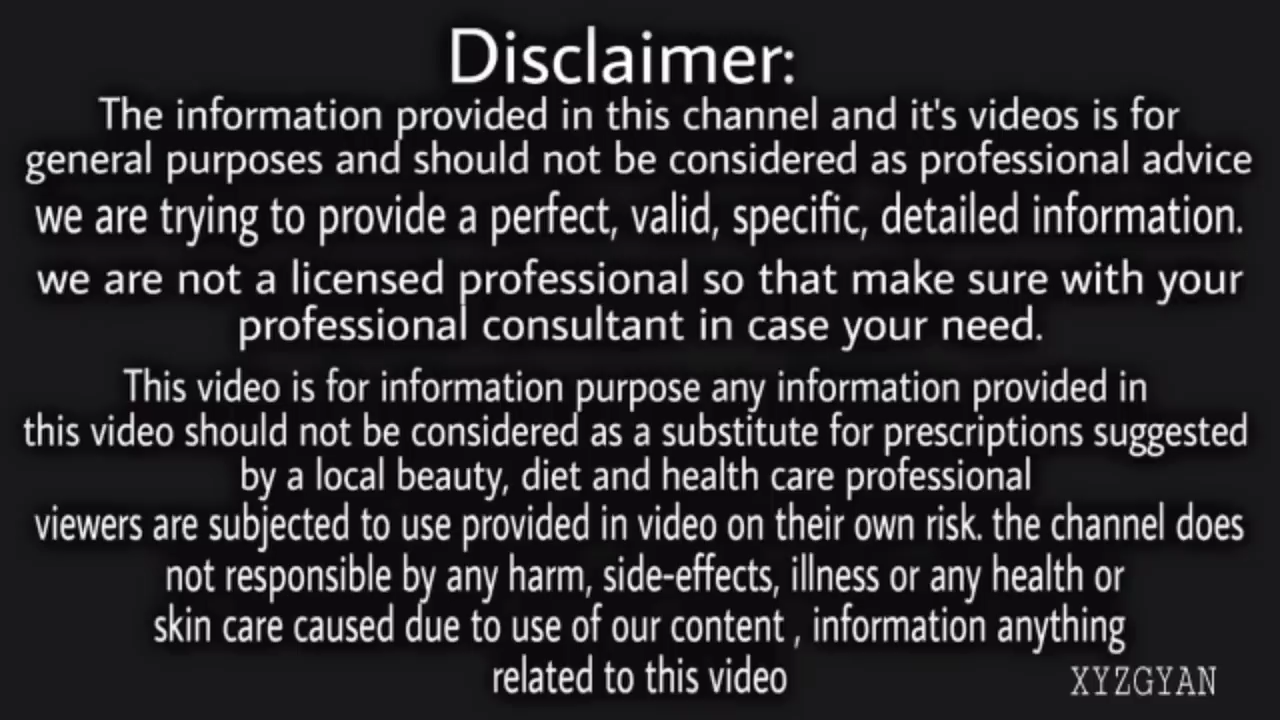 Disclaimer:
The information provided in this channel and it's videos is for
general purposes and should not be considered as professional advice
we are trying to provide a perfect, valid, specific, detailed information.
we are not a licensed professional so that make sure with your
professional consultant in case your need.
This video is for information purpose any information provided in
this video should not be considered as a substitute for prescriptions suggested
by a local beauty, diet and health care professional
viewers are subjected to use provided in video on their own risk. the channel does
not responsible by any harm, side-effects, illness or any health or
skin care caused due to use of our content , information anything
related to this video
XYZGYAN